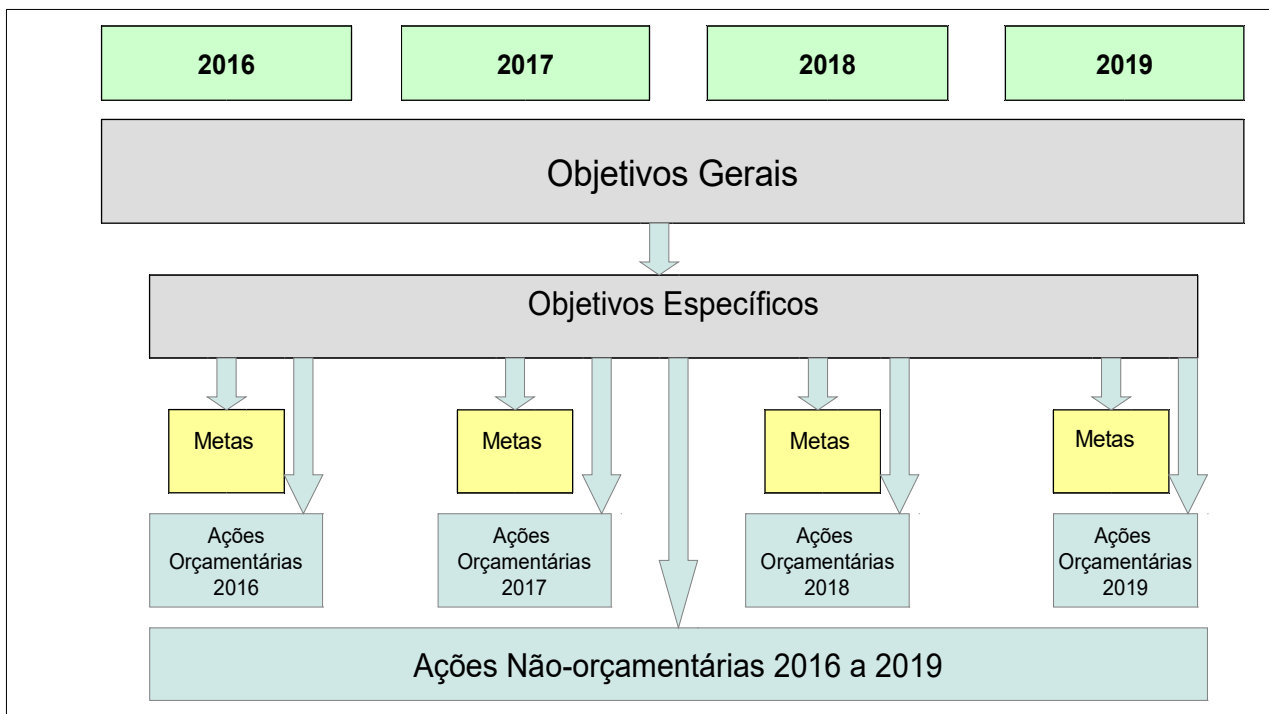 2016
2017
2018
2019
Objetivos Gerais
Objetivos Específicos
Metas
Metas
Metas
Metas
Ações
Orçamentárias
2016
Ações
Orçamentárias
2017
Ações
Orçamentárias
2018
Ações
Orçamentárias
2019
Ações Não-orçamentárias 2016 a 2019